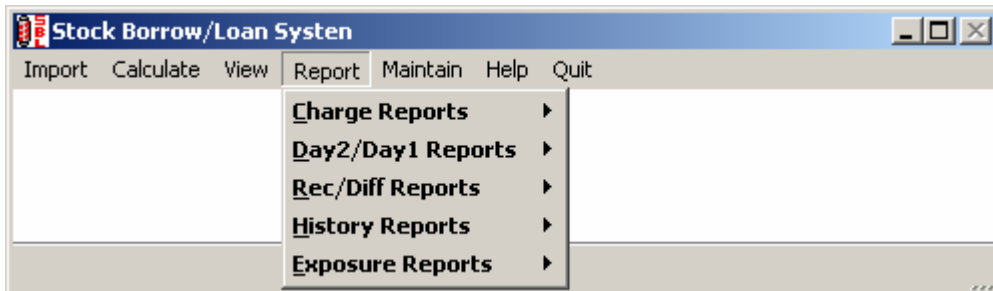 SBL Stock Borrow/Loan Systen
Import Calculate View Report Maintain Help Quit
Charge Reports
Day2/Day1 Reports
Rec/Diff Reports
History Reports
Exposure Reports